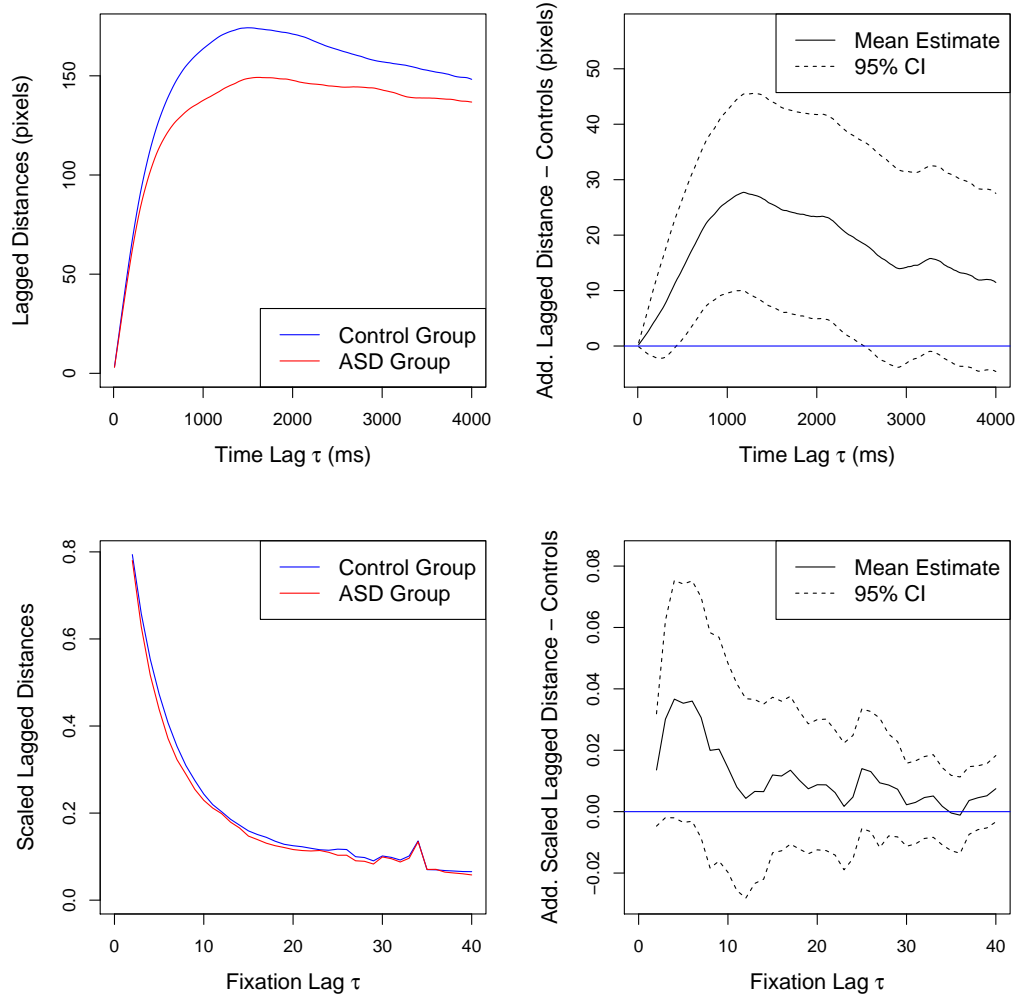 Lagged Distances (pixels)
0
50
100
150
Control Group
ASD Group
0
1000
2000
3000
4000
Time Lag τ (ms)
Add. Lagged Distance − Controls (pixels)
0
10
20
30
40
50
Mean Estimate
95% CI
0
1000
2000
3000
4000
Time Lag τ (ms)
Scaled Lagged Distances
0.0
0.2
0.4
0.6
0.8
Control Group
ASD Group
0
10
20
30
40
Fixation Lag τ
Add. Scaled Lagged Distance − Controls
−0.02
0.00
0.02
0.04
0.06
0.08
Mean Estimate
95% CI
0
10
20
30
40
Fixation Lag τ